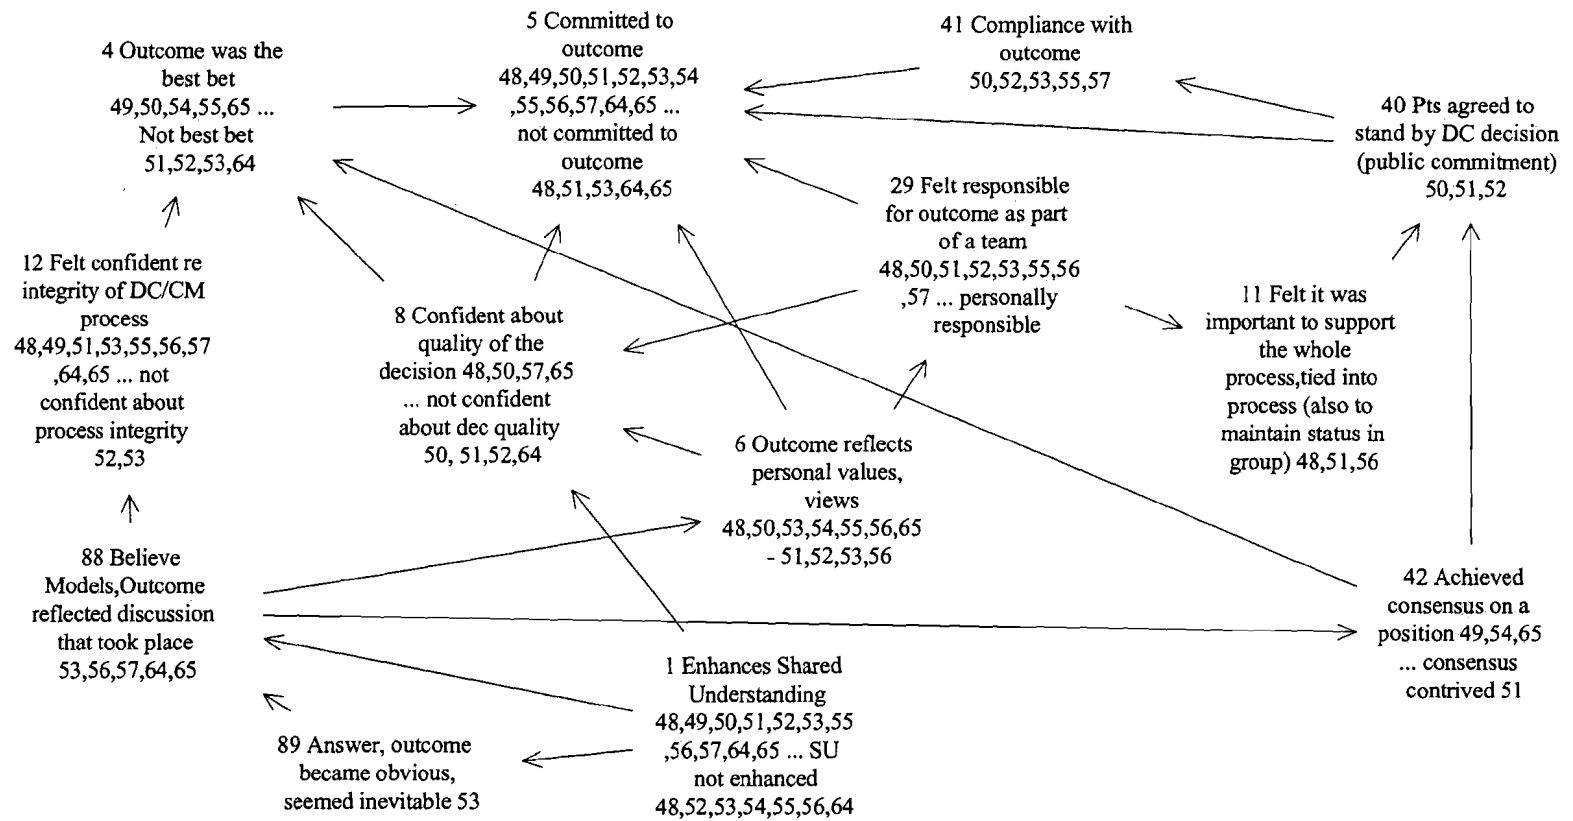 4 Outcome was the
best bet
49,50,54,55,65 ...
Not best bet
51,52,53,64
5 Committed to
outcome
48,49,50,51,52,53,54
,55,56,57,64,65 ...
not committed to
outcome
48,51,53,64,65
41 Compliance with
outcome
50,52,53,55,57
40 Pts agreed to
stand by DC decision
(public commitment)
50,51,52
29 Felt responsible
for outcome as part
of a team
48,50,51,52,53,55,56
,57 ... personally
responsible
12 Felt confident re
integrity of DC/CM
process
48,49,51,53,55,56,57
,64,65 ... not
confident about
process integrity
52,53
8 Confident about
quality of the
decision 48,50,57,65
... not confident
about dec quality
50, 51,52,64
11 Felt it was
important to support
the whole
process,tied into
process (also to
maintain status in
group) 48,51,56
6 Outcome reflects
personal values,
views
48,50,53,54,55,56,65
- 51,52,53,56
88 Believe
Models,Outcome
reflected discussion
that took place
53,56,57,64,65
42 Achieved
consensus on a
position 49,54,65
... consensus
contrived 51
1 Enhances Shared
Understanding
48,49,50,51,52,53,55
,56,57,64,65 ... SU
not enhanced
48,52,53,54,55,56,64
89 Answer, outcome
became obvious,
seemed inevitable 53